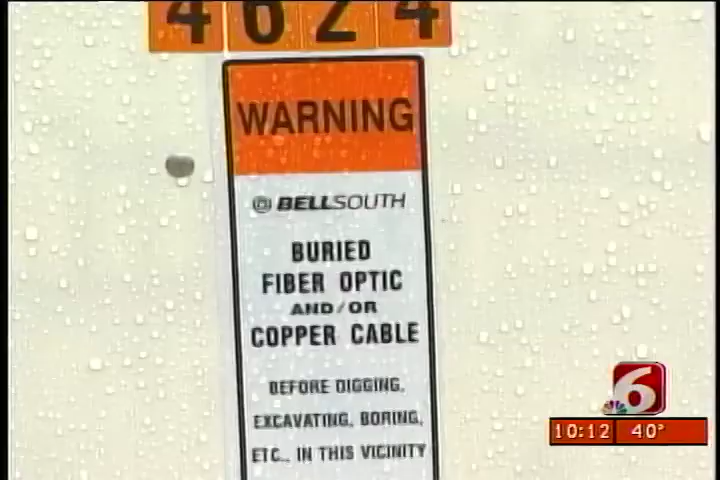 4624
WARNING
BELLSOUTH
BURIED
FIBER OPTIC
AND/OR
COPPER CABLE
BEFORE DIGGING,
EXCAVATING, BORING,
ETC., IN THIS VICINITY
6
10:12 40°